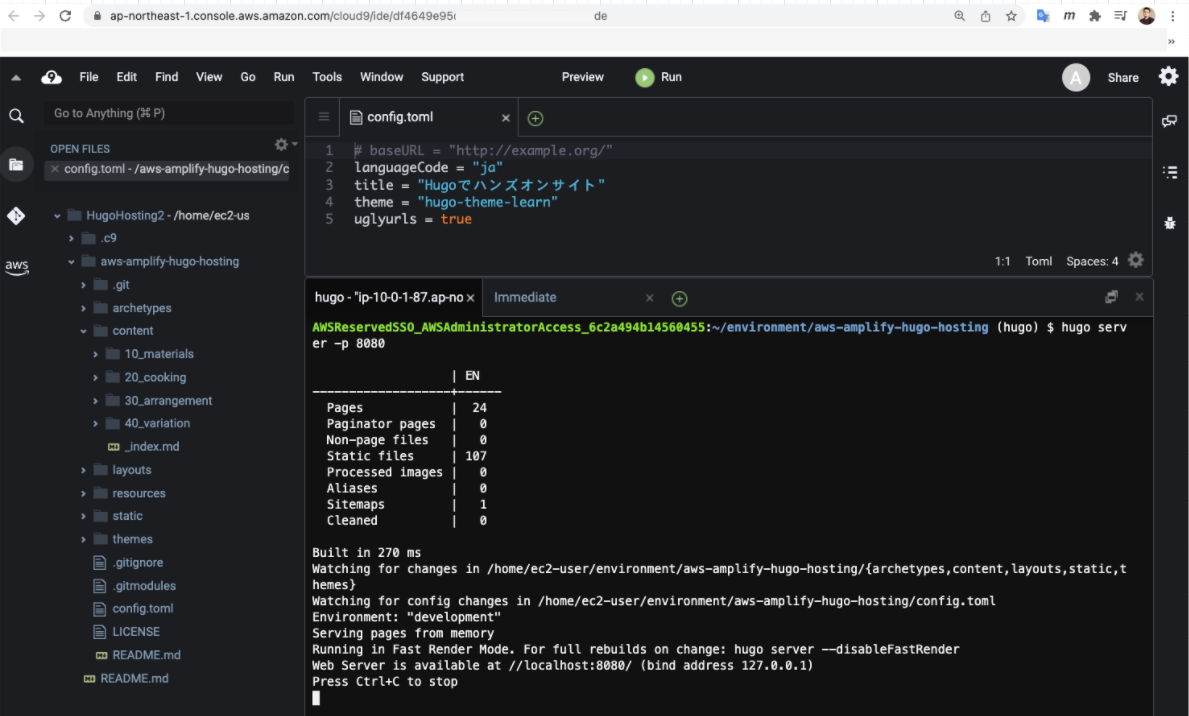 ap-northeast-1.console.aws.amazon.com/cloud9/ide/df4649e95c de
m
»
9 File Edit Find View Go Run Tools Window Support Preview Run A Share
Go to Anything (⌘ P)
OPEN FILES
config.toml - /aws-amplify-hugo-hosting/c
HugoHosting2 - /home/ec2-us
.c9
aws-amplify-hugo-hosting
.git
archetypes
content
10_materials
20_cooking
30_arrangement
40_variation
_index.md
layouts
resources
static
themes
.gitignore
.gitmodules
config.toml
LICENSE
README.md
README.md
aws
config.toml
1 # baseURL = "http://example.org/"
2 languageCode = "ja"
3 title = "Hugoでハンズオンサイト"
4 theme = "hugo-theme-learn"
5 uglyurls = true
1:1 Toml Spaces: 4
hugo - "ip-10-0-1-87.ap-no Immediate
AWSReservedSSO_AWSAdministratorAccess_6c2a494b14560455:~/environment/aws-amplify-hugo-hosting (hugo) $ hugo serv
er -p 8080
| EN
-------------------+------
Pages | 24
Paginator pages | 0
Non-page files | 0
Static files | 107
Processed images | 0
Aliases | 0
Sitemaps | 1
Cleaned | 0
Built in 270 ms
Watching for changes in /home/ec2-user/environment/aws-amplify-hugo-hosting/{archetypes,content,layouts,static,t
hemes}
Watching for config changes in /home/ec2-user/environment/aws-amplify-hugo-hosting/config.toml
Environment: "development"
Serving pages from memory
Running in Fast Render Mode. For full rebuilds on change: hugo server --disableFastRender
Web Server is available at //localhost:8080/ (bind address 127.0.0.1)
Press Ctrl+C to stop